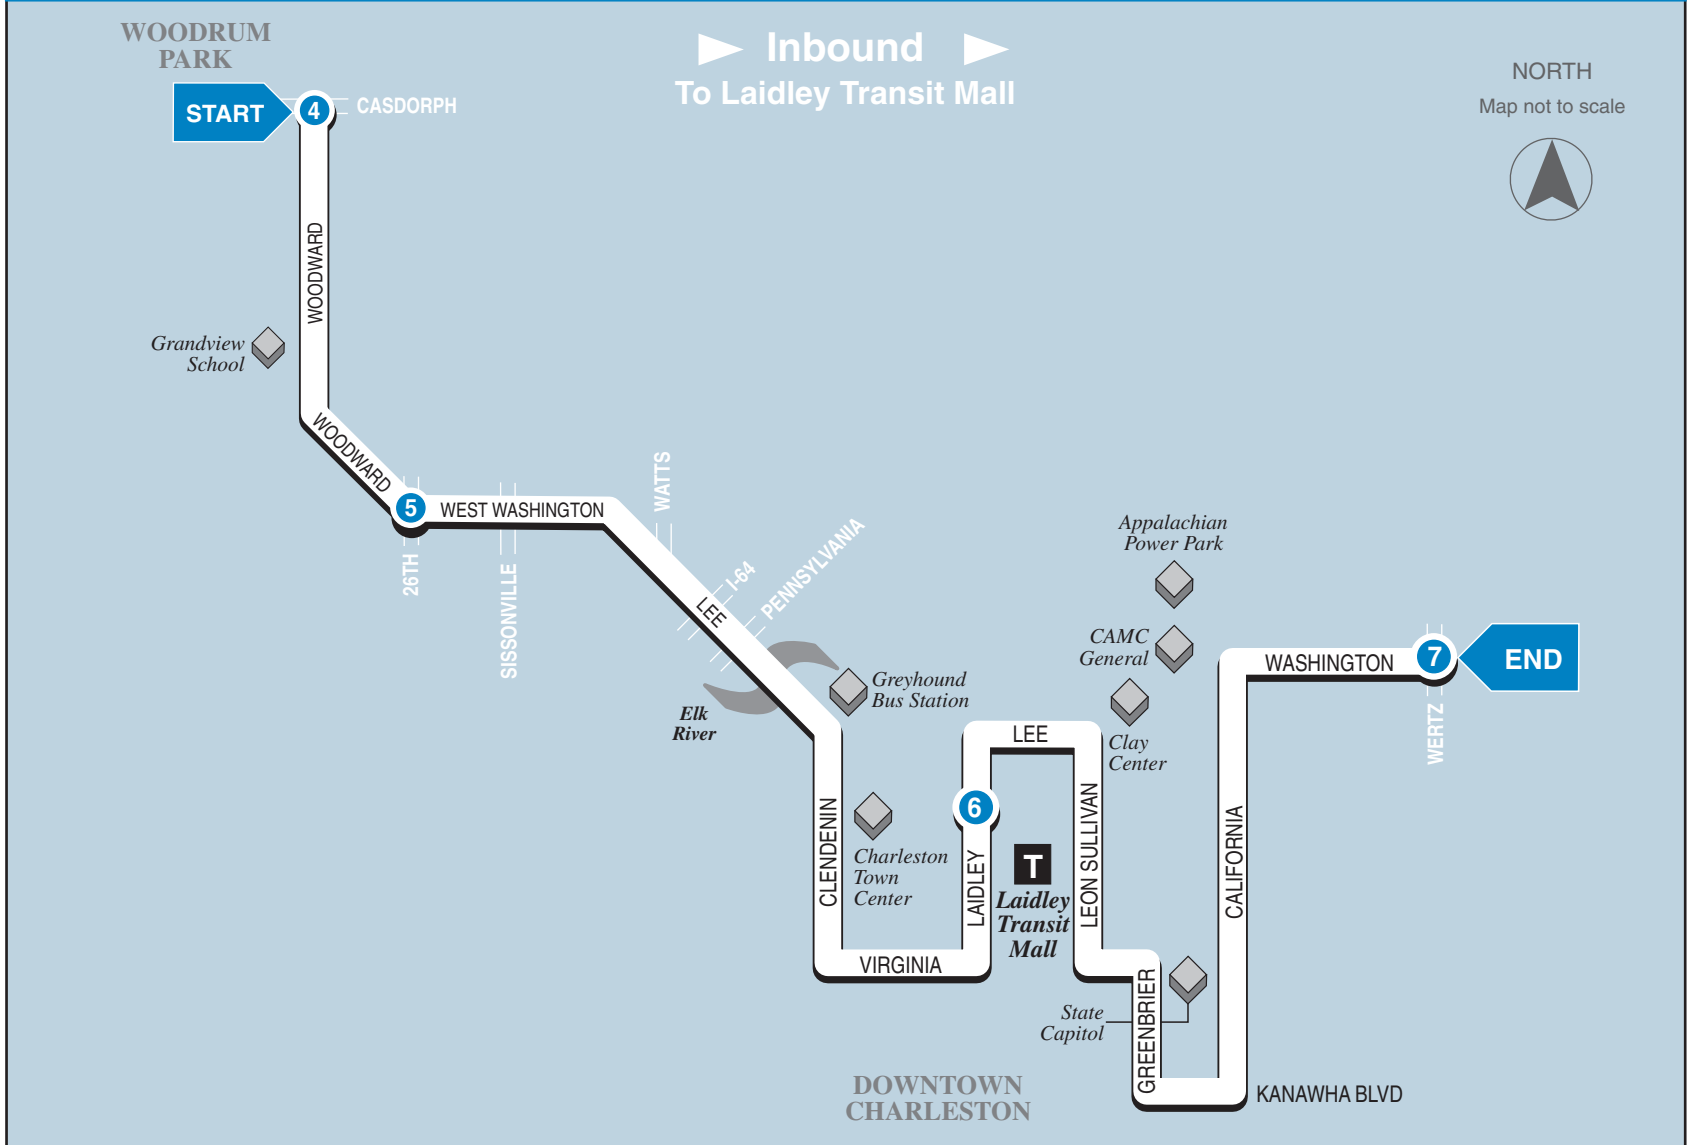 WOODRUM
PARK
Inbound
To Laidley Transit Mall
NORTH
Map not to scale
START
4
CASDORPH
WOODWARD
Grandview
School
WOODWARD
5
26TH
WEST WASHINGTON
SISSONVILLE
WATTS
I-64
LEE
PENNSYLVANIA
Elk
River
Greyhound
Bus Station
Appalachian
Power Park
CAMC
General
Clay
Center
CLENDENIN
Charleston
Town
Center
VIRGINIA
LAIDLEY
6
LEE
T
Laidley
Transit
Mall
LEON SULLIVAN
State
Capitol
GREENBRIER
KANAWHA BLVD
CALIFORNIA
WASHINGTON
7
WERTZ
END
DOWNTOWN
CHARLESTON